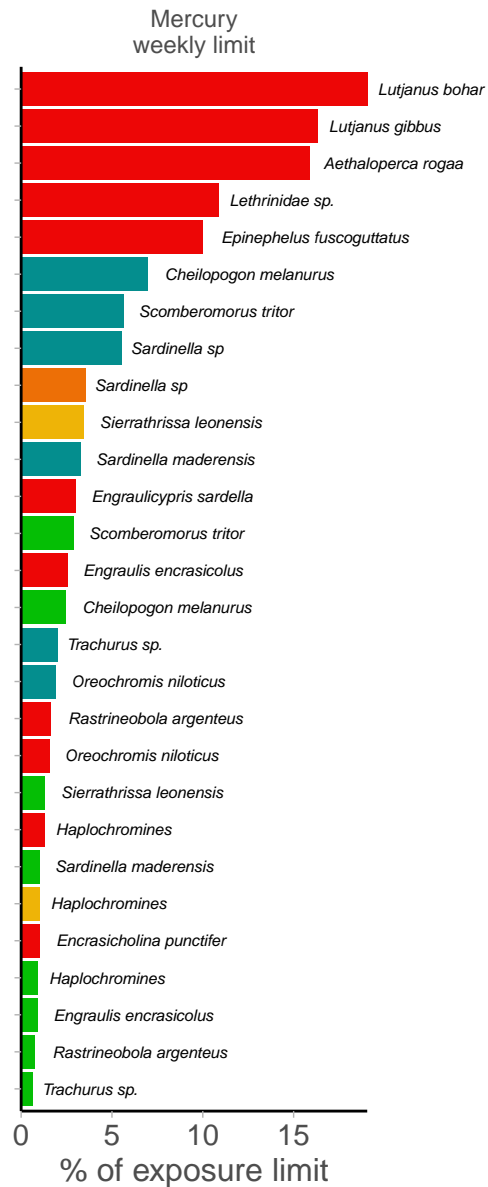 Mercury
weekly limit
Lutjanus bohar
Lutjanus gibbus
Aethaloperca rogaa
Lethrinidae sp.
Epinephelus fuscoguttatus
Cheilopogon melanurus
Scomberomorus tritor
Sardinella sp
Sardinella sp
Sierrathrissa leonensis
Sardinella maderensis
Engraulicypris sardella
Scomberomorus tritor
Engraulis encrasicolus
Cheilopogon melanurus
Trachurus sp.
Oreochromis niloticus
Rastrineobola argenteus
Oreochromis niloticus
Sierrathrissa leonensis
Haplochromines
Sardinella maderensis
Haplochromines
Encrasicholina punctifer
Haplochromines
Engraulis encrasicolus
Rastrineobola argenteus
Trachurus sp.
0 5 10 15
% of exposure limit